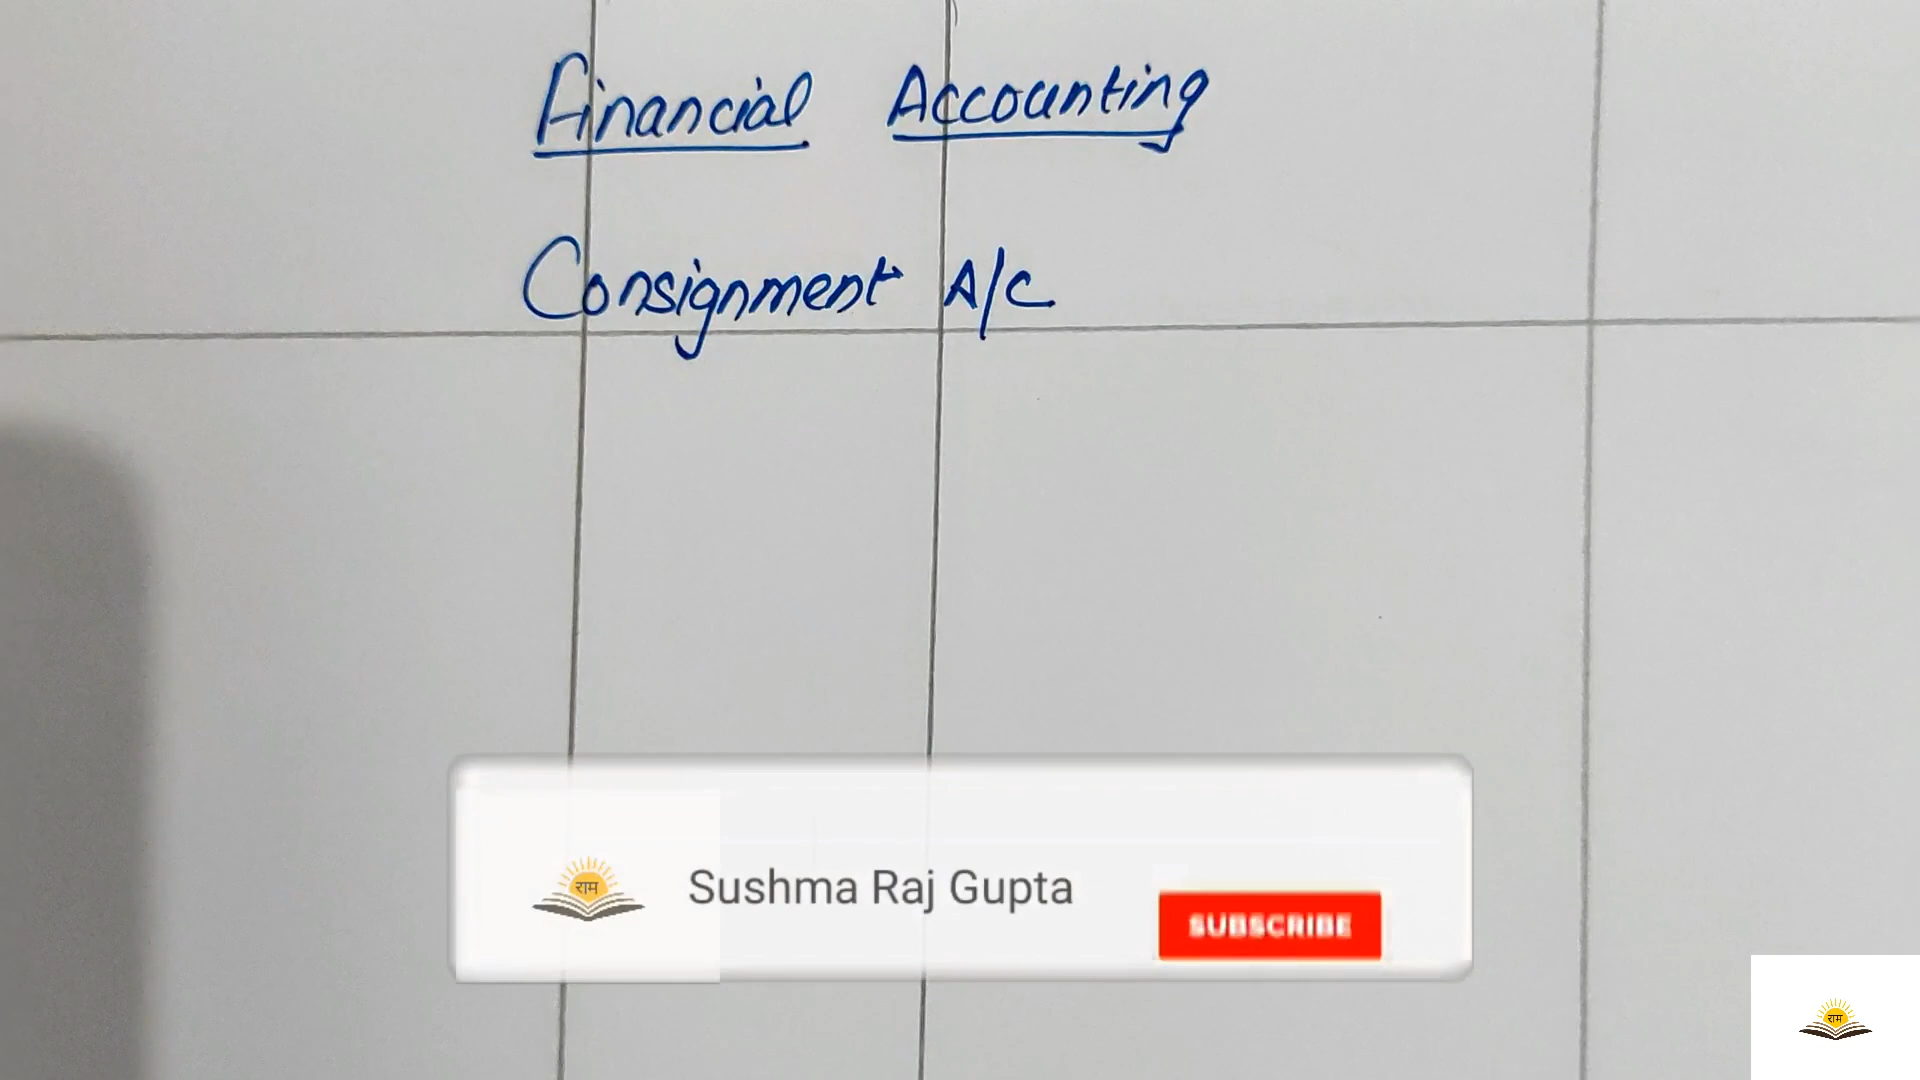 Financial Accounting
Consignment A/c
राम
Sushma Raj Gupta
SUBSCRIBE
राम